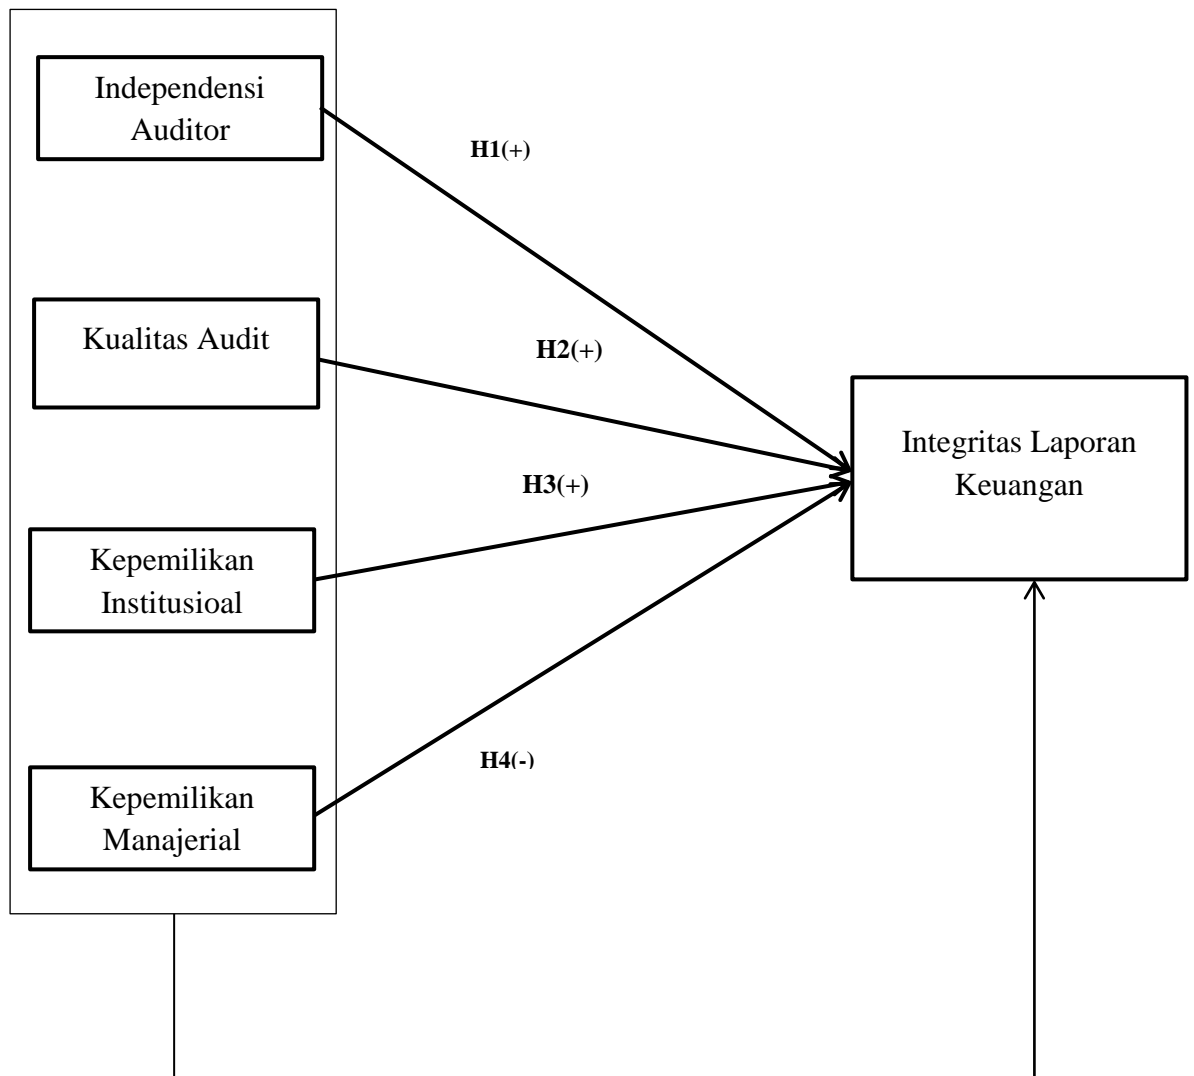 Independensi
Auditor
H1(+)
Kualitas Audit
H2(+)
Integritas Laporan
Keuangan
H3(+)
Kepemilikan
Institusioal
H4(-)
Kepemilikan
Manajerial